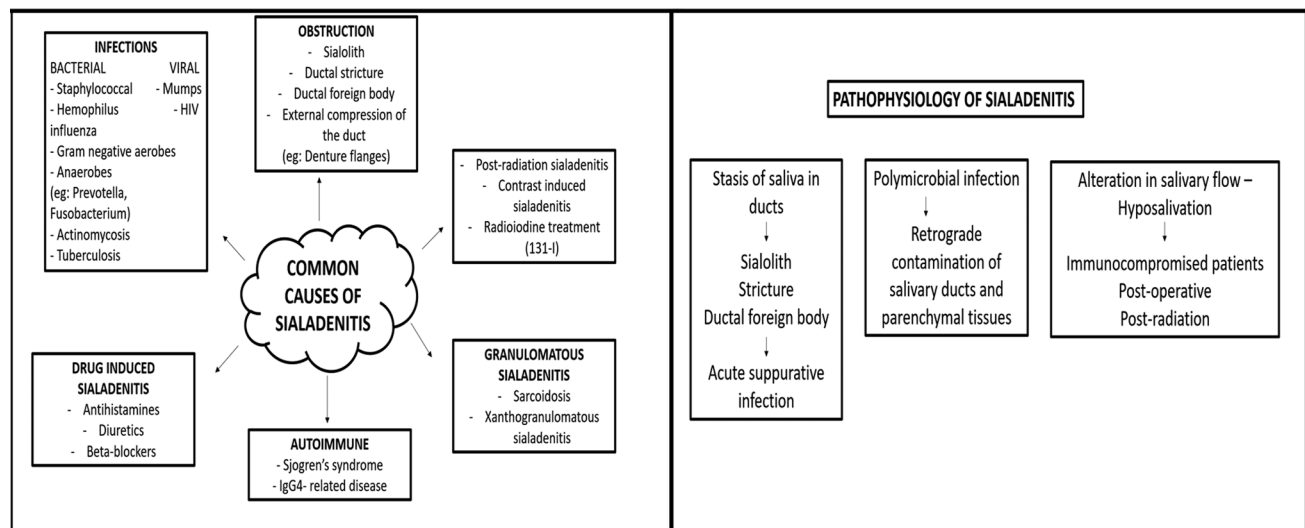 INFECTIONS
BACTERIAL VIRAL
- Staphylococcal - Mumps
- Hemophilus - HIV
influenza
- Gram negative aerobes
- Anaerobes
(eg: Prevotella,
Fusobacterium)
- Actinomycosis
- Tuberculosis
OBSTRUCTION
- Sialolith
- Ductal stricture
- Ductal foreign body
- External compression of
the duct
(eg: Denture flanges)
- Post-radiation sialadenitis
- Contrast induced
sialadenitis
- Radioiodine treatment
(131-I)
COMMON
CAUSES OF
SIALADENITIS
DRUG INDUCED
SIALADENITIS
- Antihistamines
- Diuretics
- Beta-blockers
AUTOIMMUNE
- Sjogren's syndrome
- IgG4- related disease
GRANULOMATOUS
SIALADENITIS
- Sarcoidosis
- Xanthogranulomatous
sialadenitis
PATHOPHYSIOLOGY OF SIALADENITIS
Stasis of saliva in
ducts
Sialolith
Stricture
Ductal foreign body
Acute suppurative
infection
Polymicrobial infection
Retrograde
contamination of
salivary ducts and
parenchymal tissues
Alteration in salivary flow –
Hyposalivation
Immunocompromised patients
Post-operative
Post-radiation